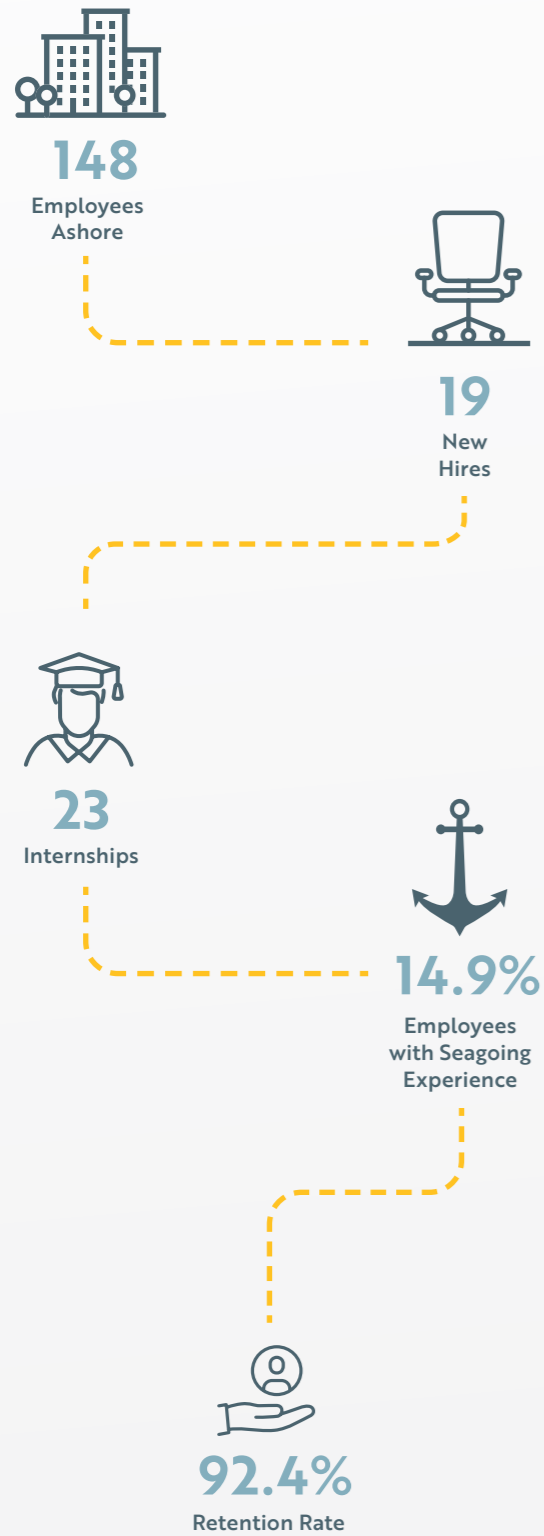 148
Employees
Ashore
19
New
Hires
23
Internships
14.9%
Employees
with Seagoing
Experience
92.4%
Retention Rate